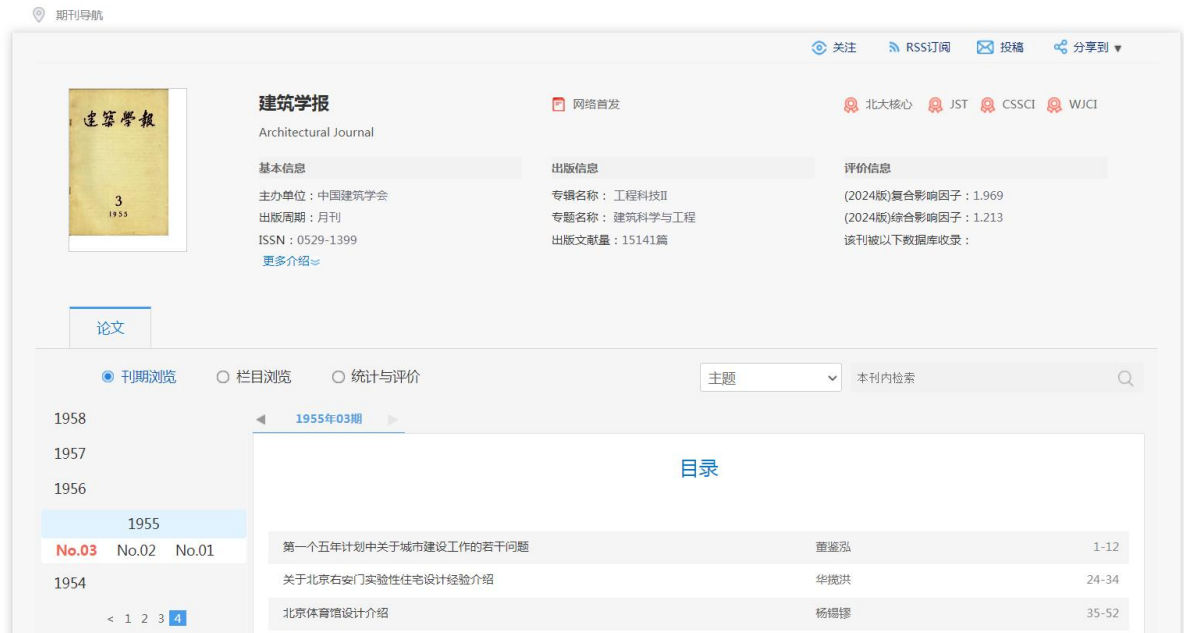 期刊导航
关注 RSS订阅 投稿 分享到▼
建築學報
3
1955
建筑学报
Architectural Journal
网络首发
北大核心 JST CSSCI WJCI
基本信息
主办单位：中国建筑学会
出版周期：月刊
ISSN：0529-1399
更多介绍
出版信息
专辑名称：工程科技II
专题名称：建筑科学与工程
出版文献量：15141篇
评价信息
(2024版)复合影响因子：1.969
(2024版)综合影响因子：1.213
该刊被以下数据库收录：
论文
刊期浏览 栏目浏览 统计与评价
主题 本刊内检索
1958
1957
1956
1955
No.03 No.02 No.01
1954
< 1 2 3 4
1955年03期
目录
第一个五年计划中关于城市建设工作的若干问题 董鉴泓 1-12
关于北京右安门实验性住宅设计经验介绍 华揽洪 24-34
北京体育馆设计介绍 杨锡镠 35-52